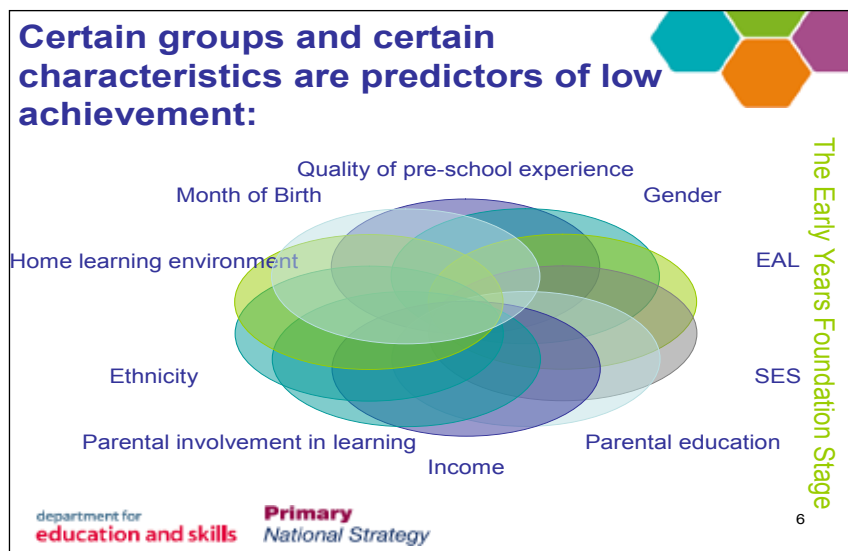 Certain groups and certain
characteristics are predictors of low
achievement:
Quality of pre-school experience
Month of Birth
Gender
Home learning environment
EAL
Ethnicity
SES
Parental involvement in learning
Parental education
Income
The Early Years Foundation Stage
department for
education and skills
Primary
National Strategy
6